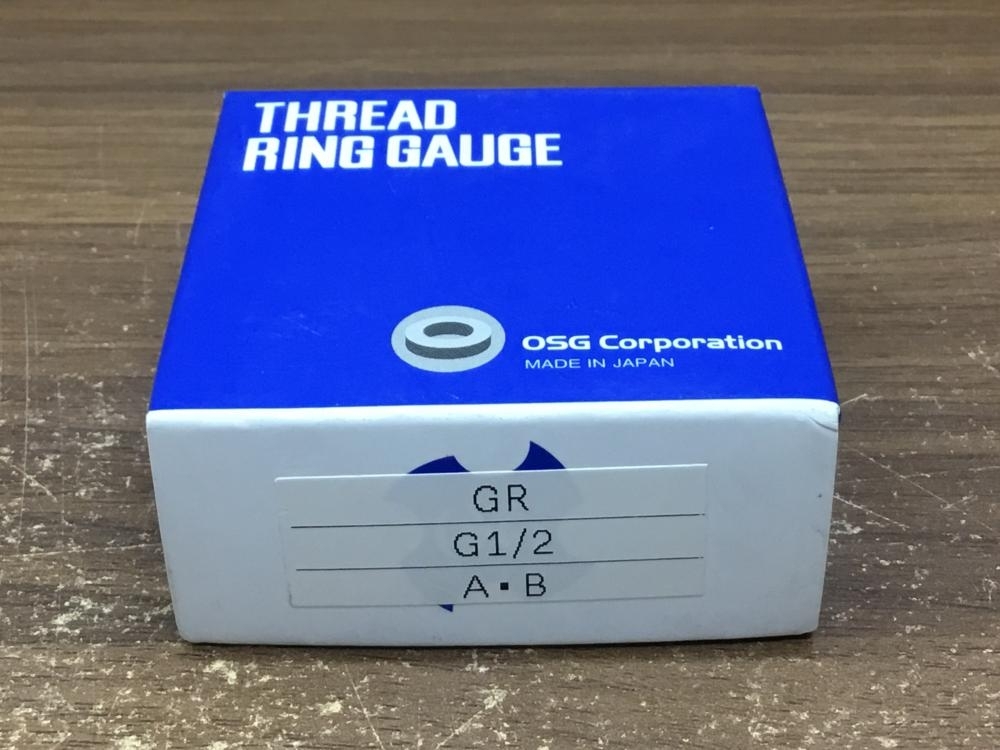 THREAD
RING GAUGE
OSG Corporation
MADE IN JAPAN
GR
G1/2
A・B